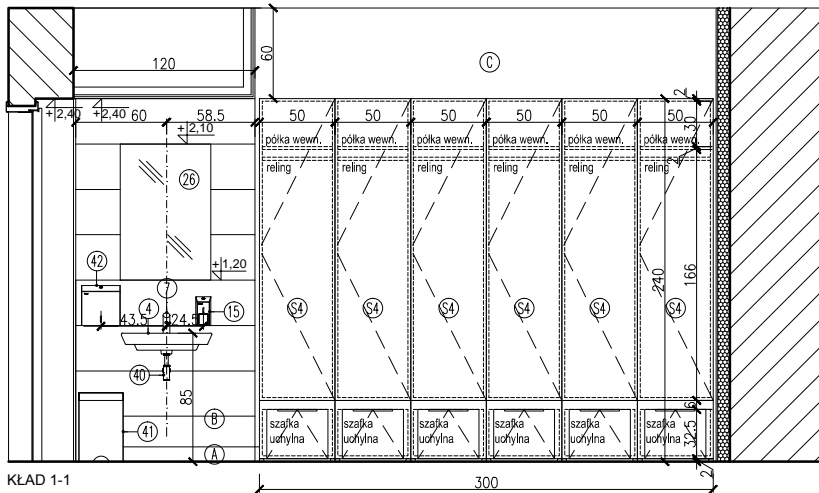 60
120
C
2
+2,40
+2,40
60
58.5
50
50
50
50
50
50
+2,10
30
półka wewn.
półka wewn.
półka wewn.
półka wewn.
półka wewn.
półka wewn.
2
reling
reling
reling
reling
reling
reling
26
+1,20
42
7
240
166
4
15
S4
S4
S4
S4
S4
S4
43.5
24.5
40
85
6
B
szafka uchylna
szafka uchylna
szafka uchylna
szafka uchylna
szafka uchylna
szafka uchylna
32.5
41
A
2
KŁAD 1-1
300